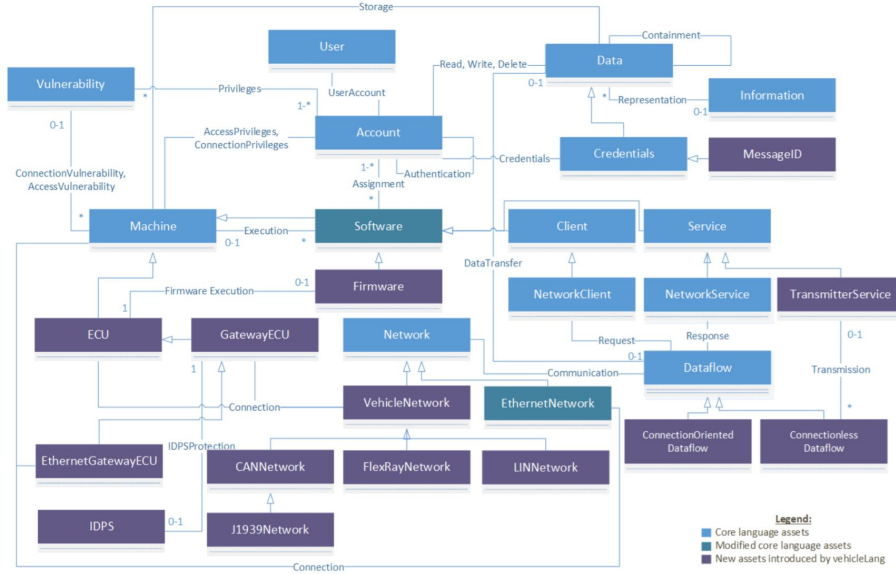 Storage
User
Data
Containment
Vulnerability
Privileges
UserAccount
Read, Write, Delete
0-1
*
Representation
Information
0-1
*
1-*
0-1
*
Account
AccessPrivileges,
ConnectionPrivileges
Credentials
Credentials
MessageID
1-*
Authentication
ConnectionVulnerability,
AccessVulnerability
Assignment
*
*
Machine
Software
Client
Service
0-1
Execution
*
DataTransfer
Firmware Execution
0-1
Firmware
NetworkClient
NetworkService
TransmitterService
1
ECU
GatewayECU
Network
Request
Response
0-1
0-1
1
Communication
Dataflow
Transmission
Connection
VehicleNetwork
EthernetNetwork
*
IDPSProtection
ConnectionOriented
Dataflow
Connectionless
Dataflow
EthernetGatewayECU
CANNetwork
FlexRayNetwork
LINNetwork
IDPS
0-1
J1939Network
Legend:
Core language assets
Modified core language assets
New assets introduced by vehicleLang
Connection